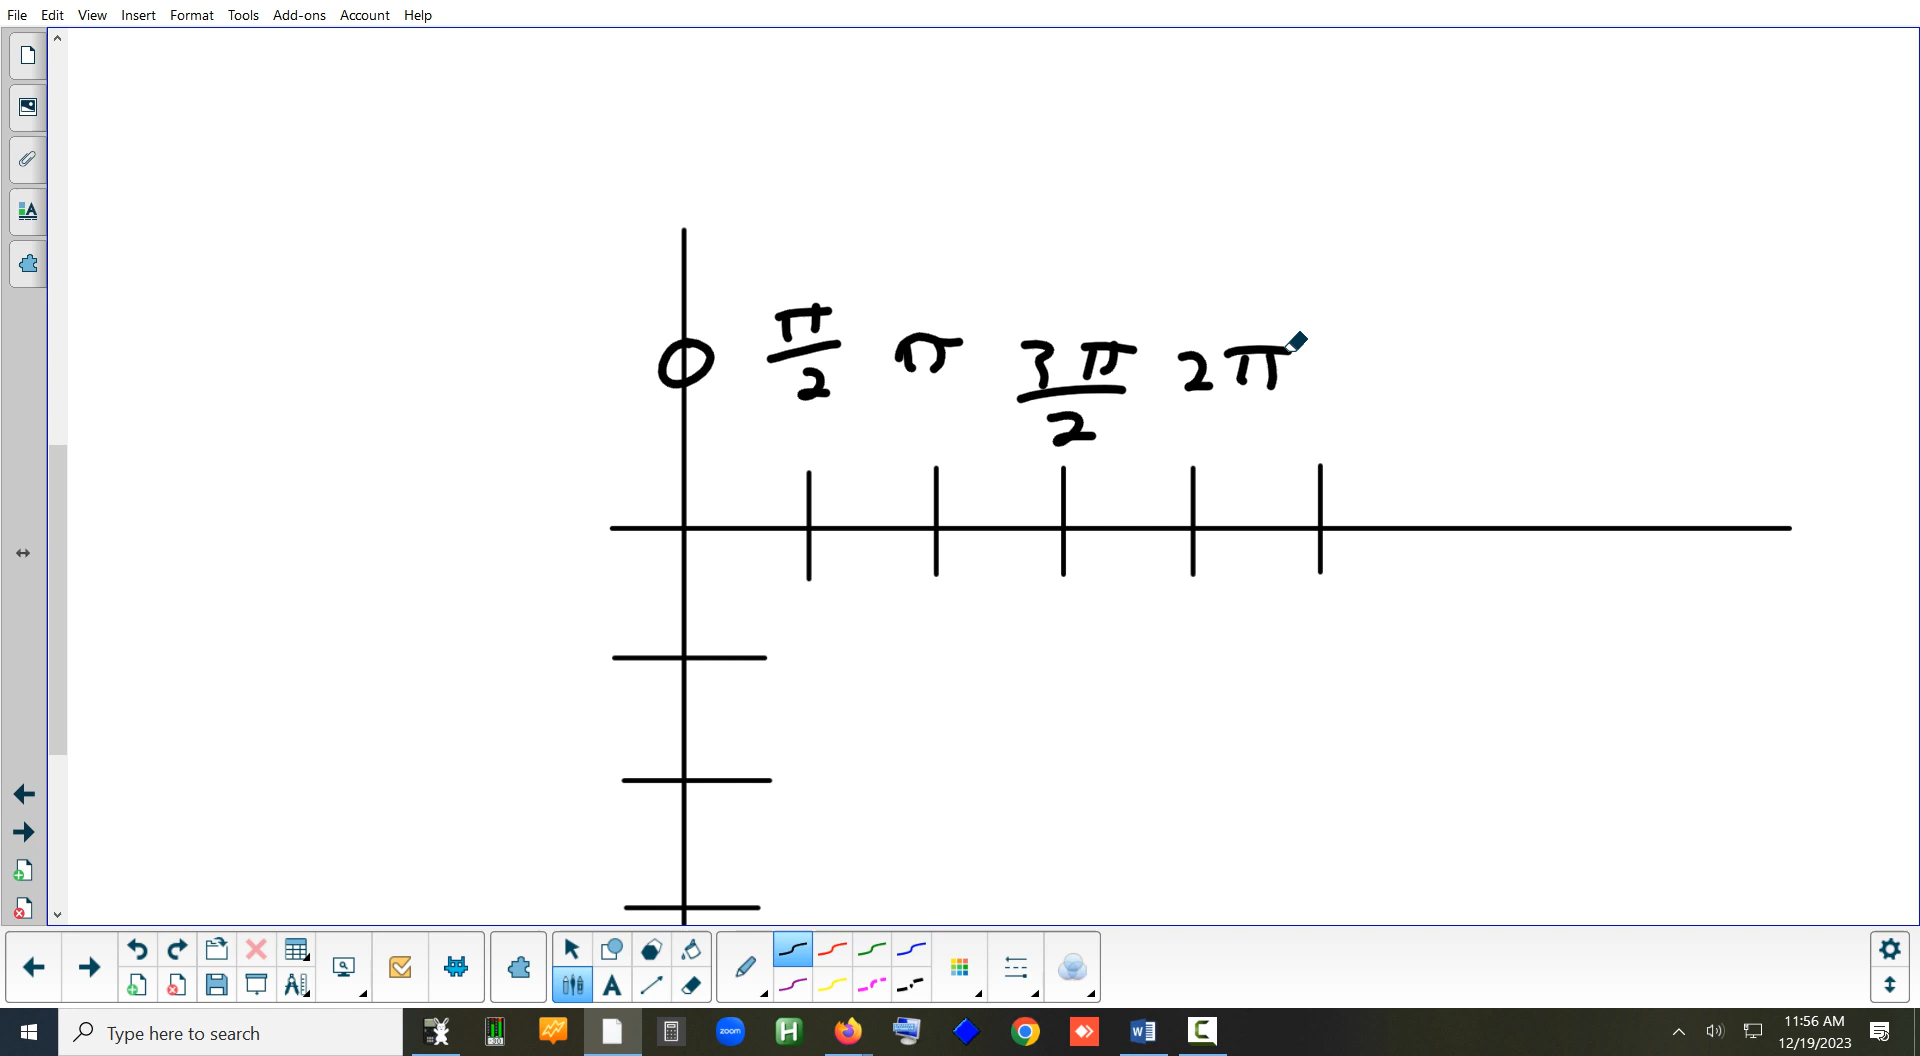 File Edit View Insert Format Tools Add-ons Account Help
0 π/2 π 3π/2 2π
Type here to search
zoom
11:56 AM
12/19/2023